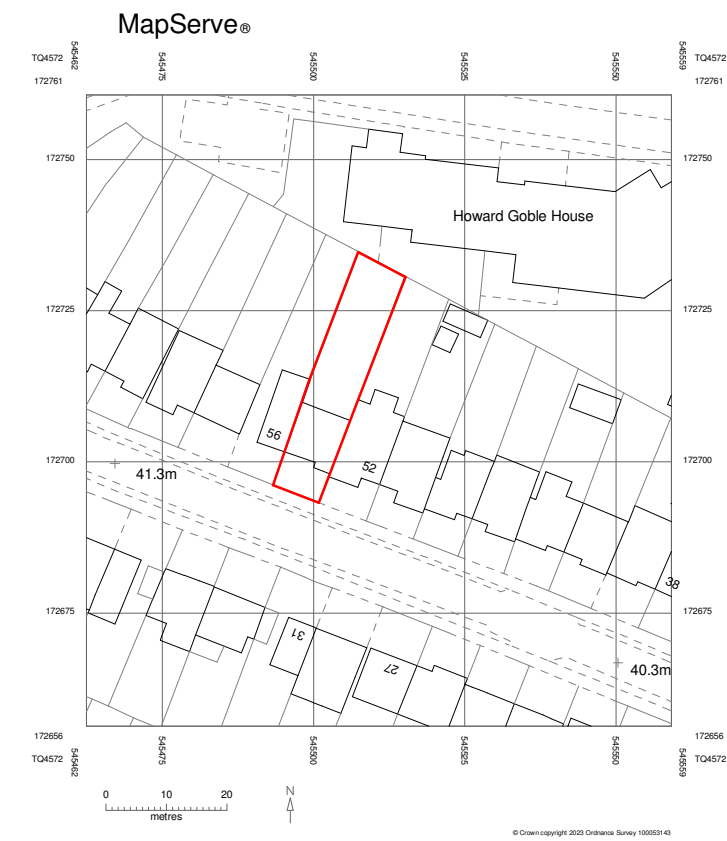 MapServe®
TQ4572
172761
545462
545475
545500
545525
545550
545559
TQ4572
172761
172750
172750
Howard Goble House
172725
172725
56
52
172700
172700
41.3m
38
172675
172675
31
27
40.3m
172656
TQ4572
545462
545475
545500
545525
545550
545559
172656
TQ4572
0 10 20
metres
N
© Crown copyright 2023 Ordnance Survey 100053143